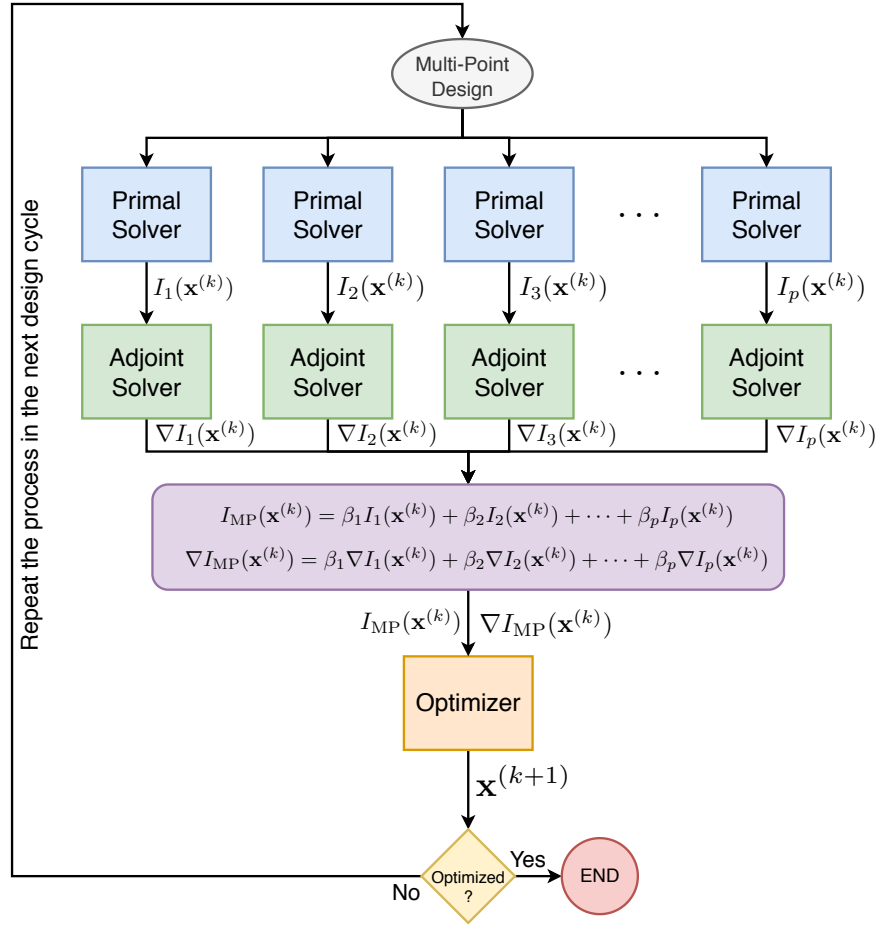 Multi-Point
Design
Primal
Solver
Primal
Solver
Primal
Solver
. . .
Primal
Solver
I₁(𝐱⁽ᵏ⁾)
I₂(𝐱⁽ᵏ⁾)
I₃(𝐱⁽ᵏ⁾)
Iₚ(𝐱⁽ᵏ⁾)
Adjoint
Solver
Adjoint
Solver
Adjoint
Solver
. . .
Adjoint
Solver
∇I₁(𝐱⁽ᵏ⁾)
∇I₂(𝐱⁽ᵏ⁾)
∇I₃(𝐱⁽ᵏ⁾)
∇Iₚ(𝐱⁽ᵏ⁾)
I_MP(𝐱⁽ᵏ⁾) = β₁I₁(𝐱⁽ᵏ⁾) + β₂I₂(𝐱⁽ᵏ⁾) + ⋯ + βₚIₚ(𝐱⁽ᵏ⁾)
∇I_MP(𝐱⁽ᵏ⁾) = β₁∇I₁(𝐱⁽ᵏ⁾) + β₂∇I₂(𝐱⁽ᵏ⁾) + ⋯ + βₚ∇Iₚ(𝐱⁽ᵏ⁾)
I_MP(𝐱⁽ᵏ⁾) ∇I_MP(𝐱⁽ᵏ⁾)
Optimizer
𝐱⁽ᵏ⁺¹⁾
Optimized
?
Yes
END
No
Repeat the process in the next design cycle